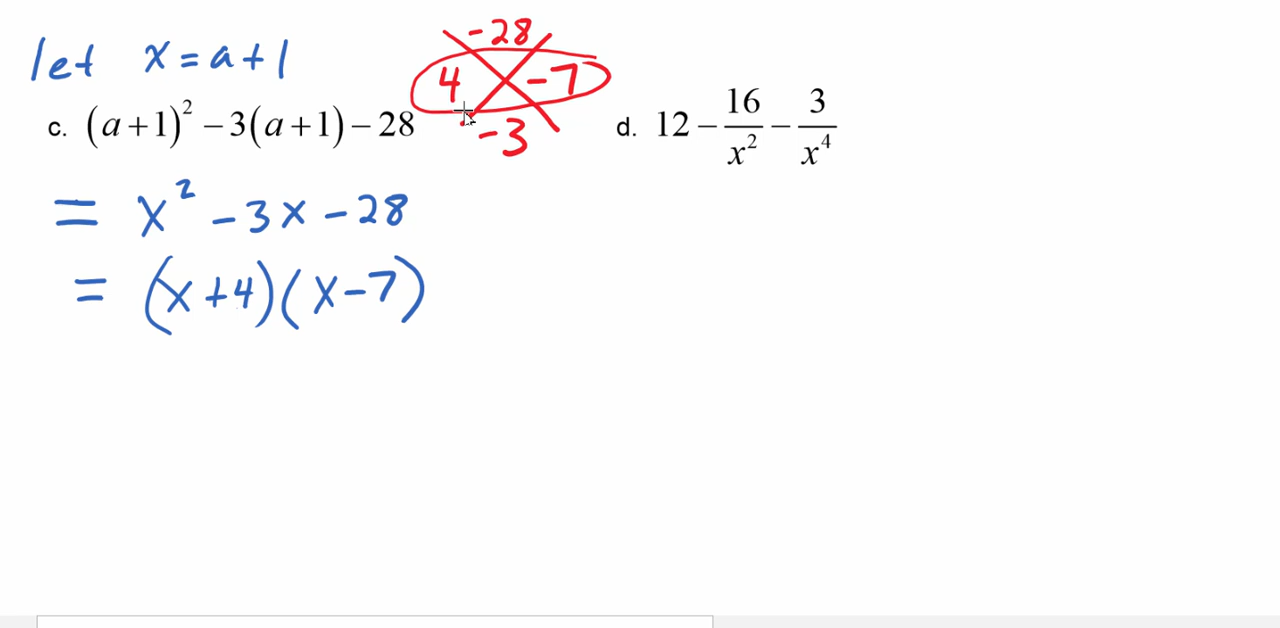 let x = a + 1
-28
4 -7
-3
c. (a+1)² − 3(a+1) − 28
d. 12 − 16/x² − 3/x⁴
= x² - 3x - 28
= (x+4)(x-7)